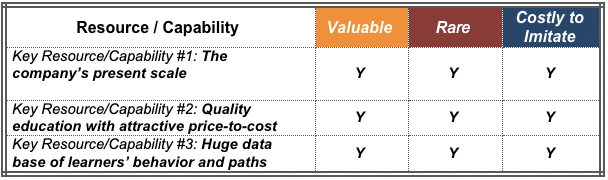 Resource / Capability Valuable Rare Costly to
Imitate
Key Resource/Capability #1: The
company's present scale Y Y Y
Key Resource/Capability #2: Quality
education with attractive price-to-cost Y Y Y
Key Resource/Capability #3: Huge data
base of learners' behavior and paths Y Y Y